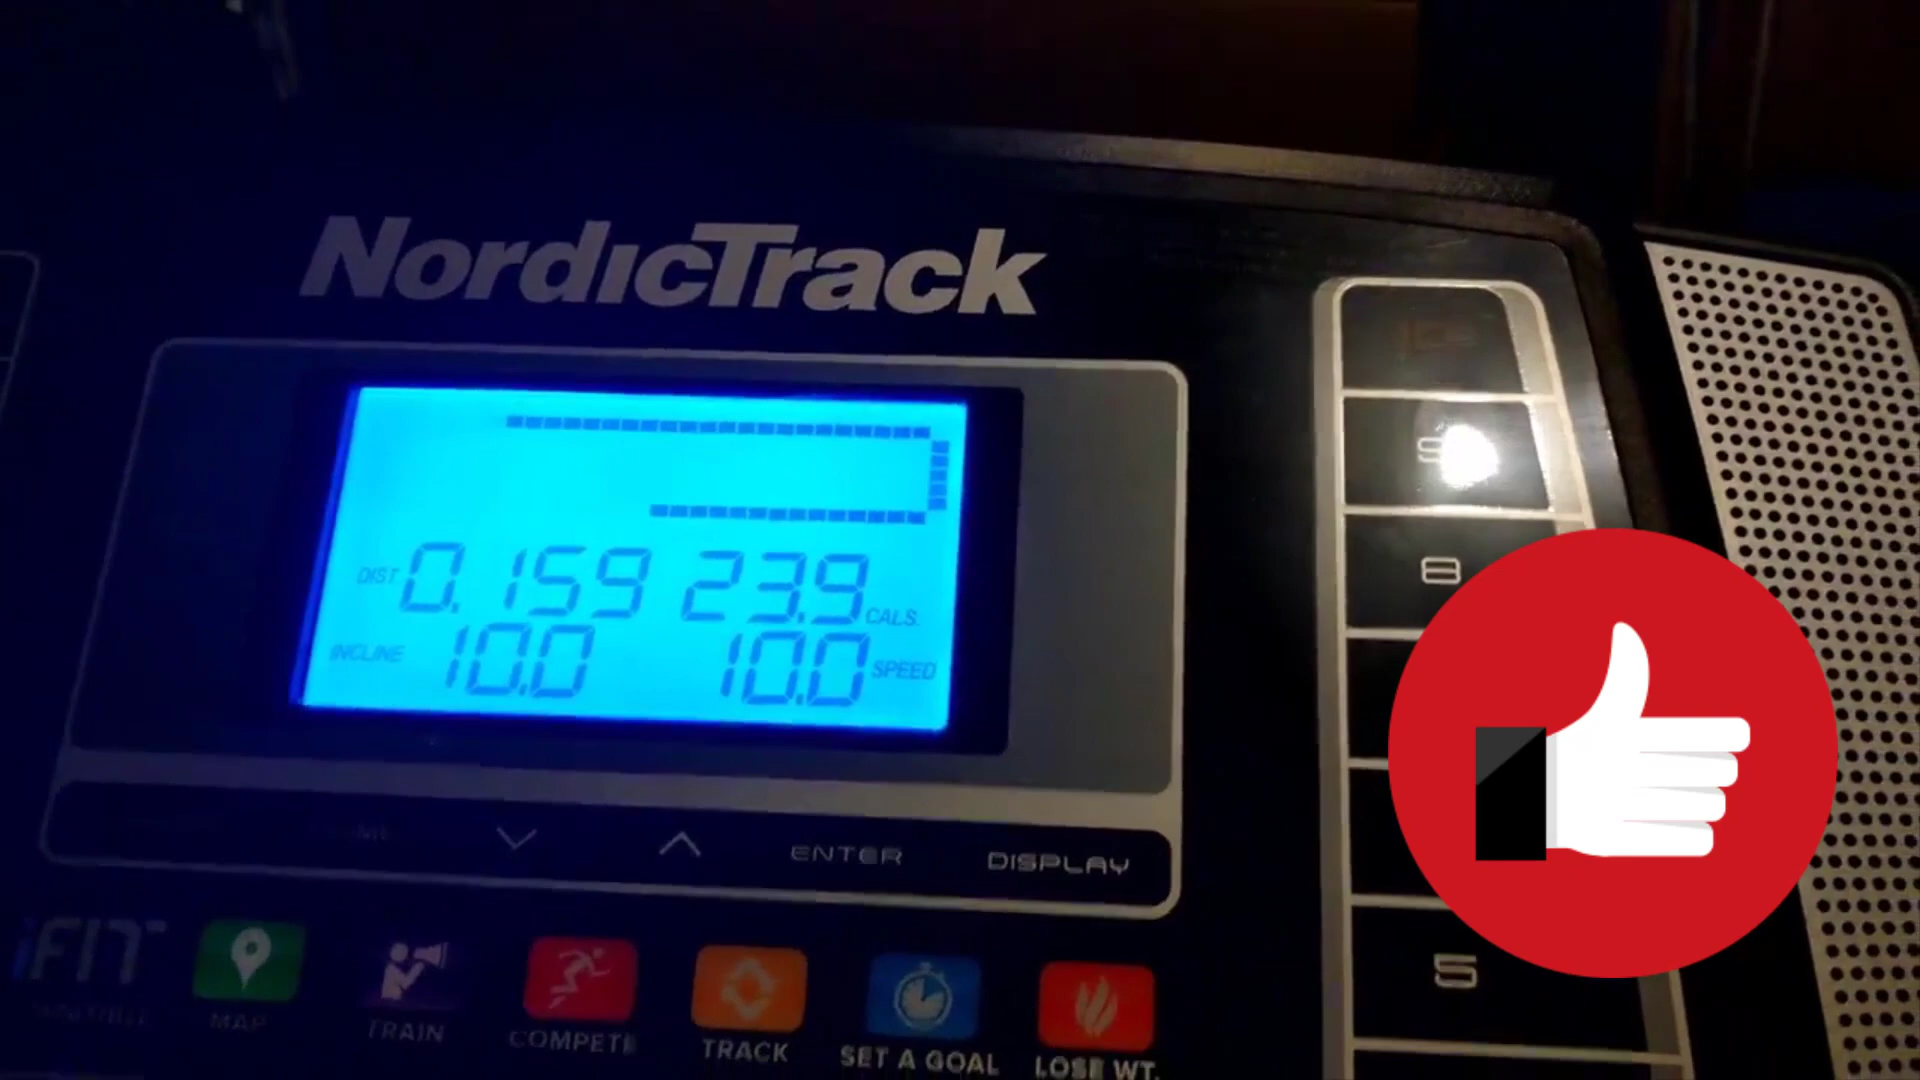 NordicTrack
DIST. 0.159 23.9 CALS.
INCLINE 10.0 10.0 SPEED
9
8
ENTER DISPLAY
5
iFIT
MAP TRAIN COMPETE TRACK SET A GOAL LOSE WT.